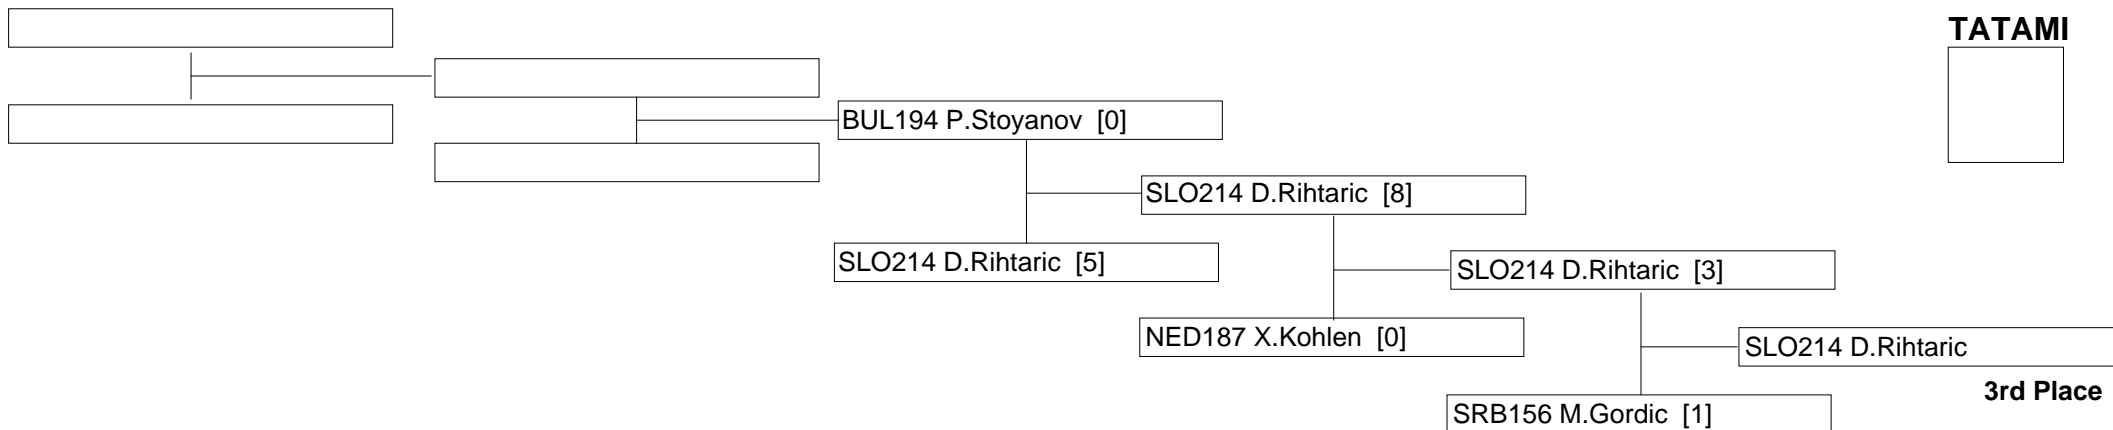 TATAMI
BUL194 P.Stoyanov [0]
SLO214 D.Rihtaric [8]
SLO214 D.Rihtaric [5]
SLO214 D.Rihtaric [3]
NED187 X.Kohlen [0]
SLO214 D.Rihtaric
3rd Place
SRB156 M.Gordic [1]